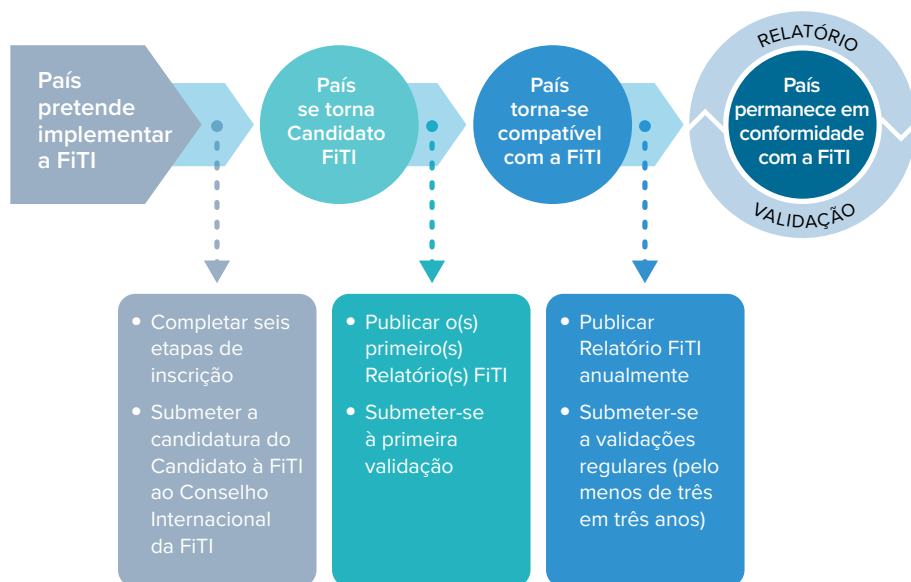 País
pretende
implementar
a FiTI
País
se torna
Candidato
FiTI
País
torna-se
compatível
com a FiTI
RELATÓRIO
País
permanece em
conformidade
com a FiTI
VALIDAÇÃO
• Completar seis
etapas de
inscrição
• Submeter a
candidatura do
Candidato à FiTI
ao Conselho
Internacional
da FiTI
• Publicar o(s)
primeiro(s)
Relatório(s) FiTI
• Submeter-se
à primeira
validação
• Publicar
Relatório FiTI
anualmente
• Submeter-se
a validações
regulares (pelo
menos de três
em três anos)